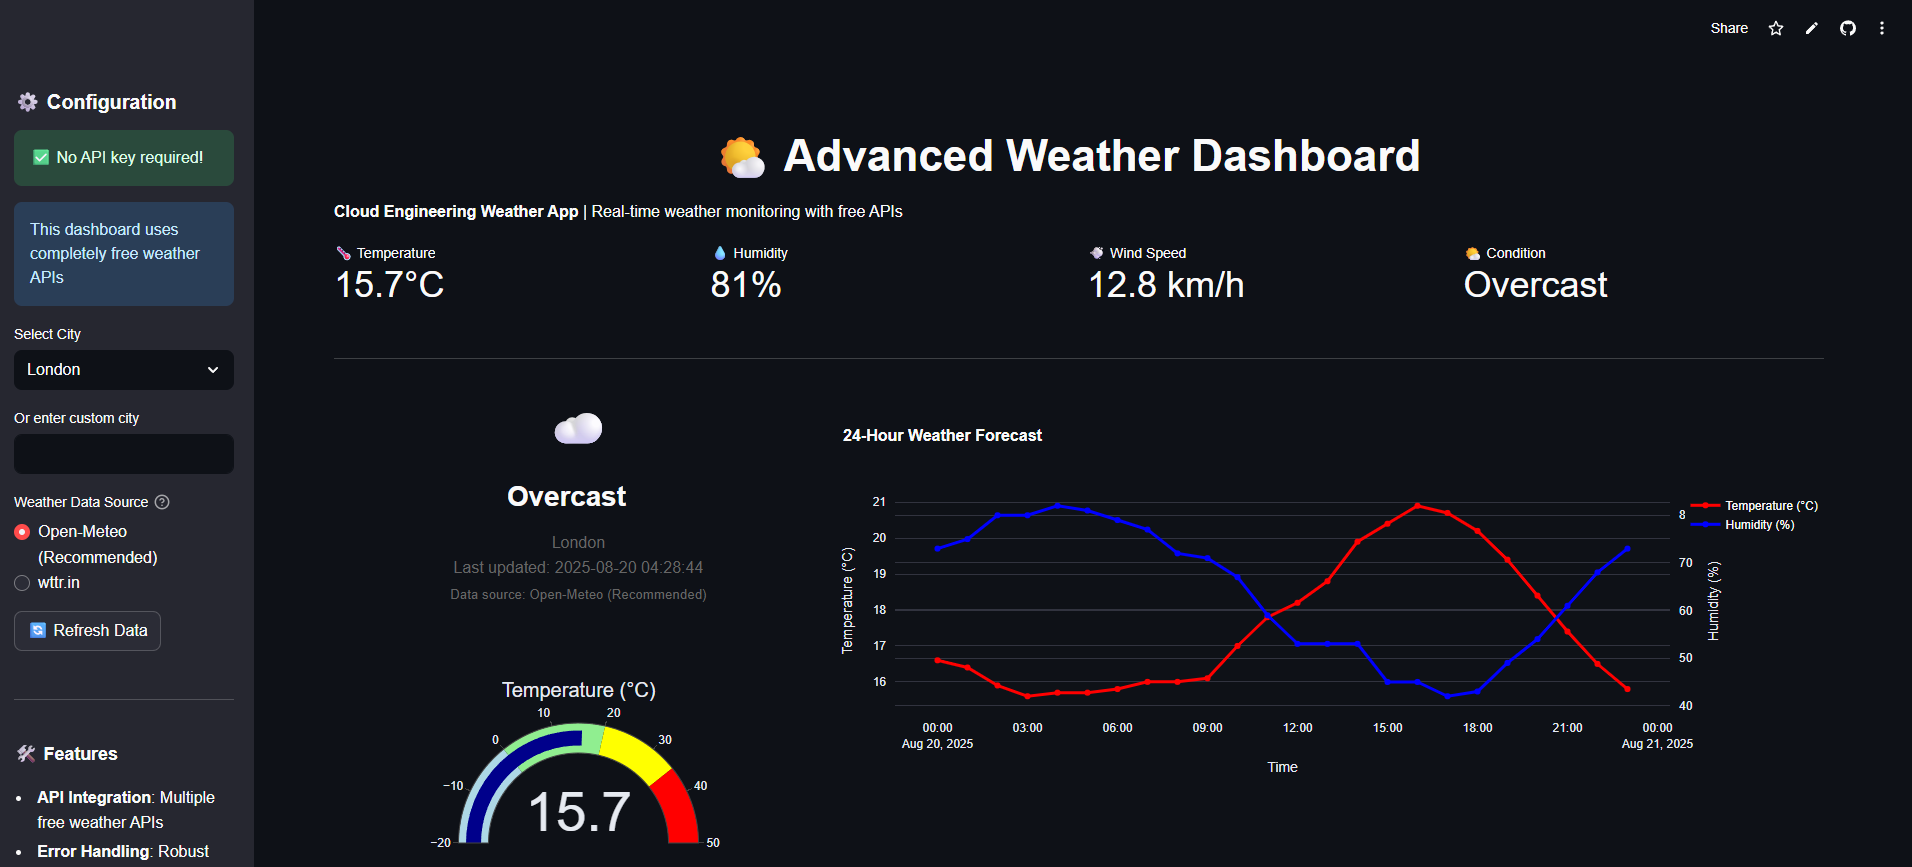 Share
Configuration
No API key required!
This dashboard uses
completely free weather
APIs
Select City
London
Or enter custom city
Weather Data Source
Open-Meteo
(Recommended)
wttr.in
Refresh Data
Features
API Integration: Multiple
free weather APIs
Error Handling: Robust
Advanced Weather Dashboard
Cloud Engineering Weather App | Real-time weather monitoring with free APIs
Temperature
15.7°C
Humidity
81%
Wind Speed
12.8 km/h
Condition
Overcast
Overcast
London
Last updated: 2025-08-20 04:28:44
Data source: Open-Meteo (Recommended)
Temperature (°C)
−20
−10
0
10
20
30
40
50
15.7
24-Hour Weather Forecast
Temperature (°C)
21
20
19
18
17
16
8
70
60
50
40
Humidity (%)
Temperature (°C)
Humidity (%)
00:00 03:00 06:00 09:00 12:00 15:00 18:00 21:00 00:00
Aug 20, 2025 Aug 21, 2025
Time